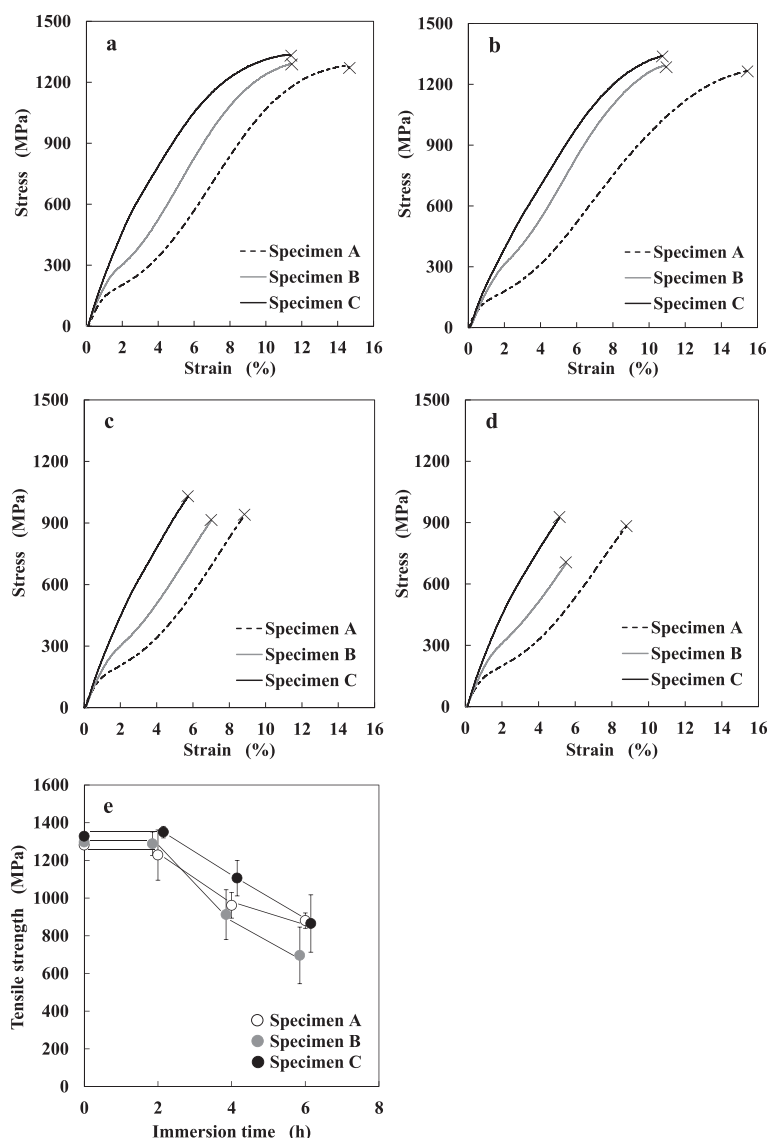 a
1500
1200
900
600
300
0
Stress (MPa)
Specimen A
Specimen B
Specimen C
0 2 4 6 8 10 12 14 16
Strain (%)
b
1500
1200
900
600
300
0
Stress (MPa)
Specimen A
Specimen B
Specimen C
0 2 4 6 8 10 12 14 16
Strain (%)
c
1500
1200
900
600
300
0
Stress (MPa)
Specimen A
Specimen B
Specimen C
0 2 4 6 8 10 12 14 16
Strain (%)
d
1500
1200
900
600
300
0
Stress (MPa)
Specimen A
Specimen B
Specimen C
0 2 4 6 8 10 12 14 16
Strain (%)
e
1600
1400
1200
1000
800
600
400
200
0
Tensile strength (MPa)
Specimen A
Specimen B
Specimen C
0 2 4 6 8
Immersion time (h)